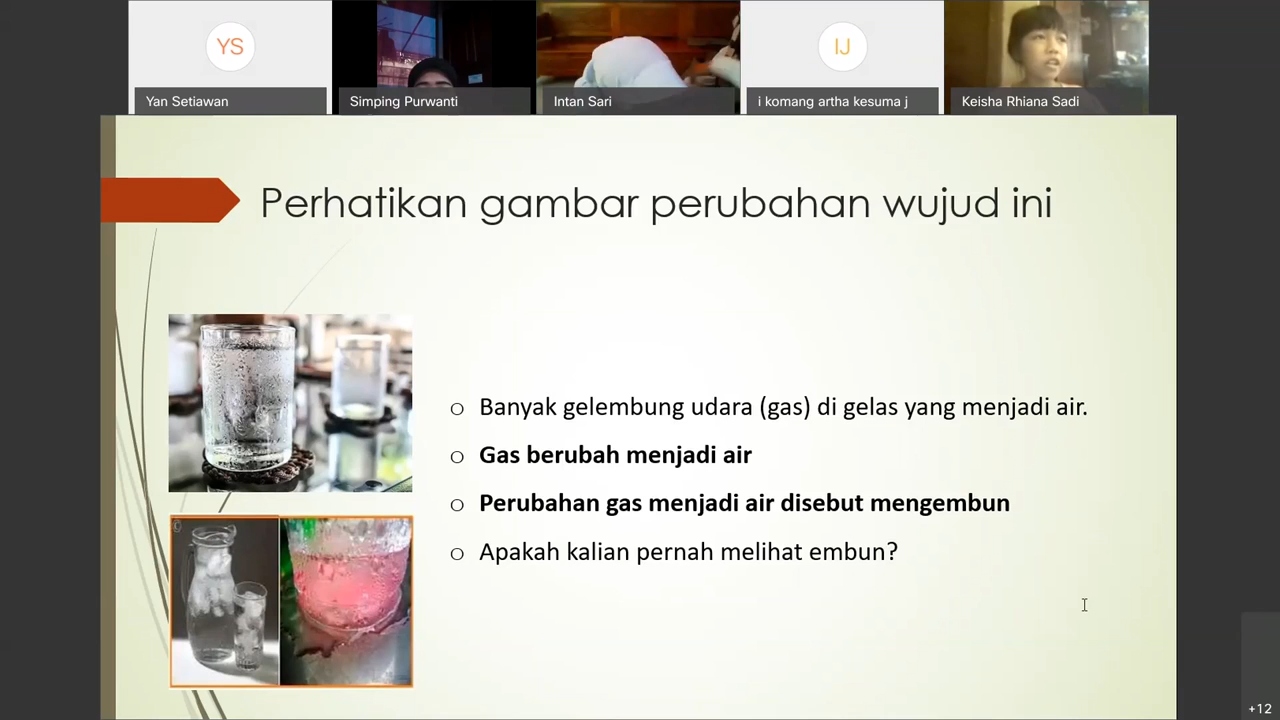 YS
IJ
Yan Setiawan
Simping Purwanti
Intan Sari
i komang artha kesuma j
Keisha Rhiana Sadi
Perhatikan gambar perubahan wujud ini
Banyak gelembung udara (gas) di gelas yang menjadi air.
Gas berubah menjadi air
Perubahan gas menjadi air disebut mengembun
Apakah kalian pernah melihat embun?
+12